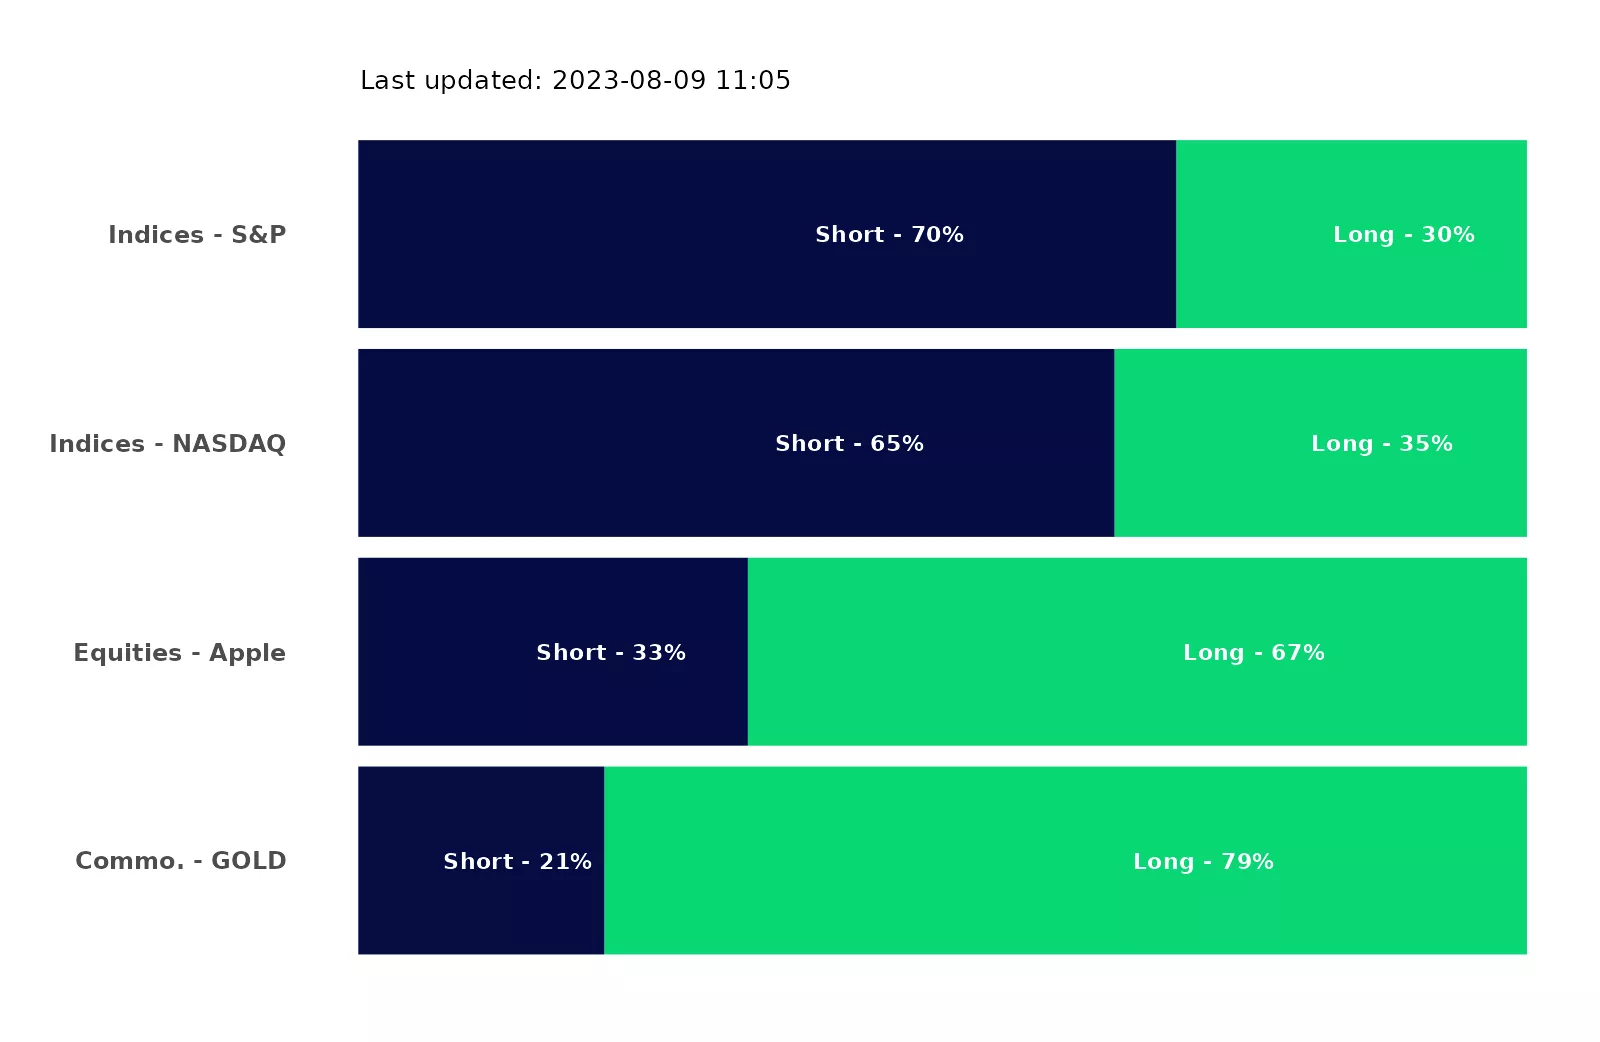 Last updated: 2023-08-09 11:05
Indices - S&P
Short - 70%
Long - 30%
Indices - NASDAQ
Short - 65%
Long - 35%
Equities - Apple
Short - 33%
Long - 67%
Commo. - GOLD
Short - 21%
Long - 79%